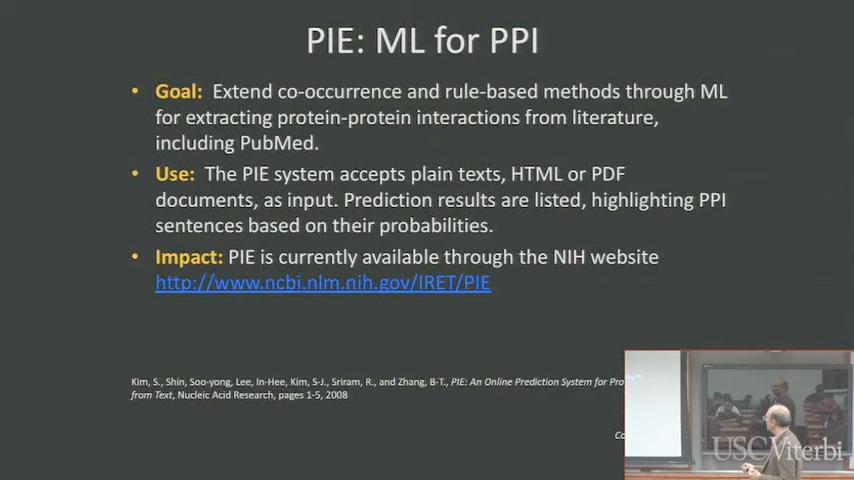 PIE: ML for PPI
• Goal: Extend co-occurrence and rule-based methods through ML
for extracting protein-protein interactions from literature,
including PubMed.
• Use: The PIE system accepts plain texts, HTML or PDF
documents, as input. Prediction results are listed, highlighting PPI
sentences based on their probabilities.
• Impact: PIE is currently available through the NIH website
http://www.ncbi.nlm.nih.gov/IRET/PIE
Kim, S., Shin, Soo-yong, Lee, In-Hee, Kim, S-J., Sriram, R., and Zhang, B-T., PIE: An Online Prediction System for
from Text, Nucleic Acid Research, pages 1-5, 2008
USC Viterbi